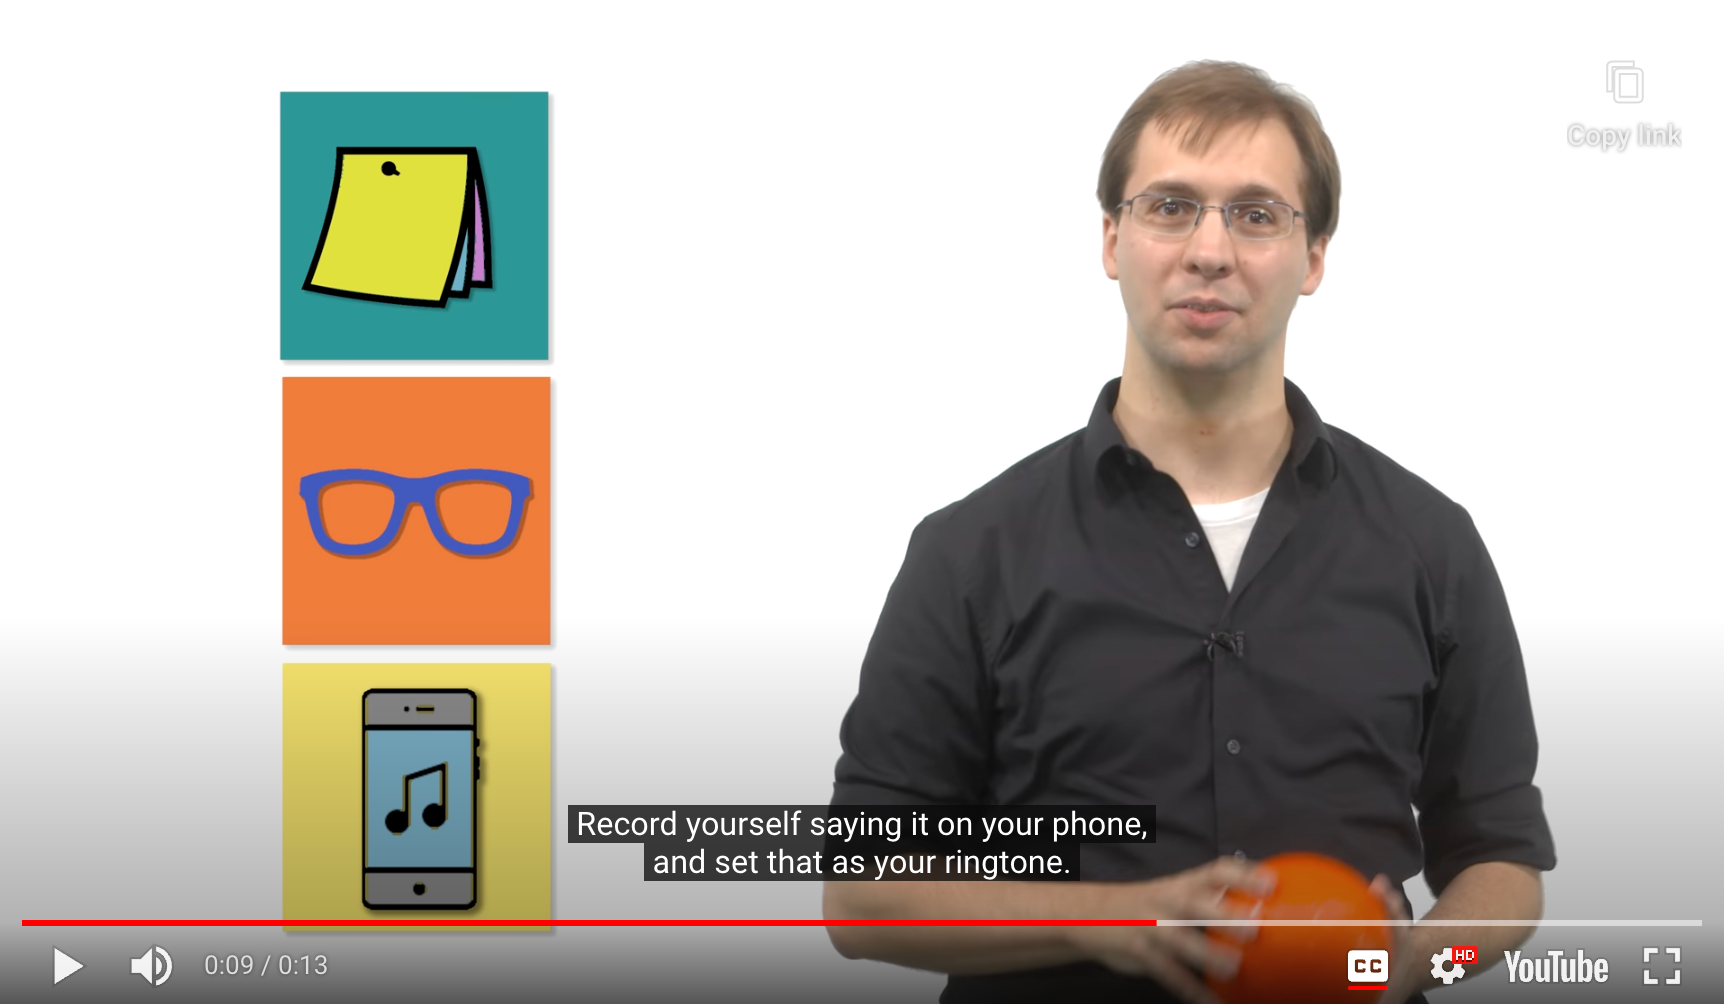 Copy link
Record yourself saying it on your phone,
and set that as your ringtone.
0:09 / 0:13
CC
HD
YouTube